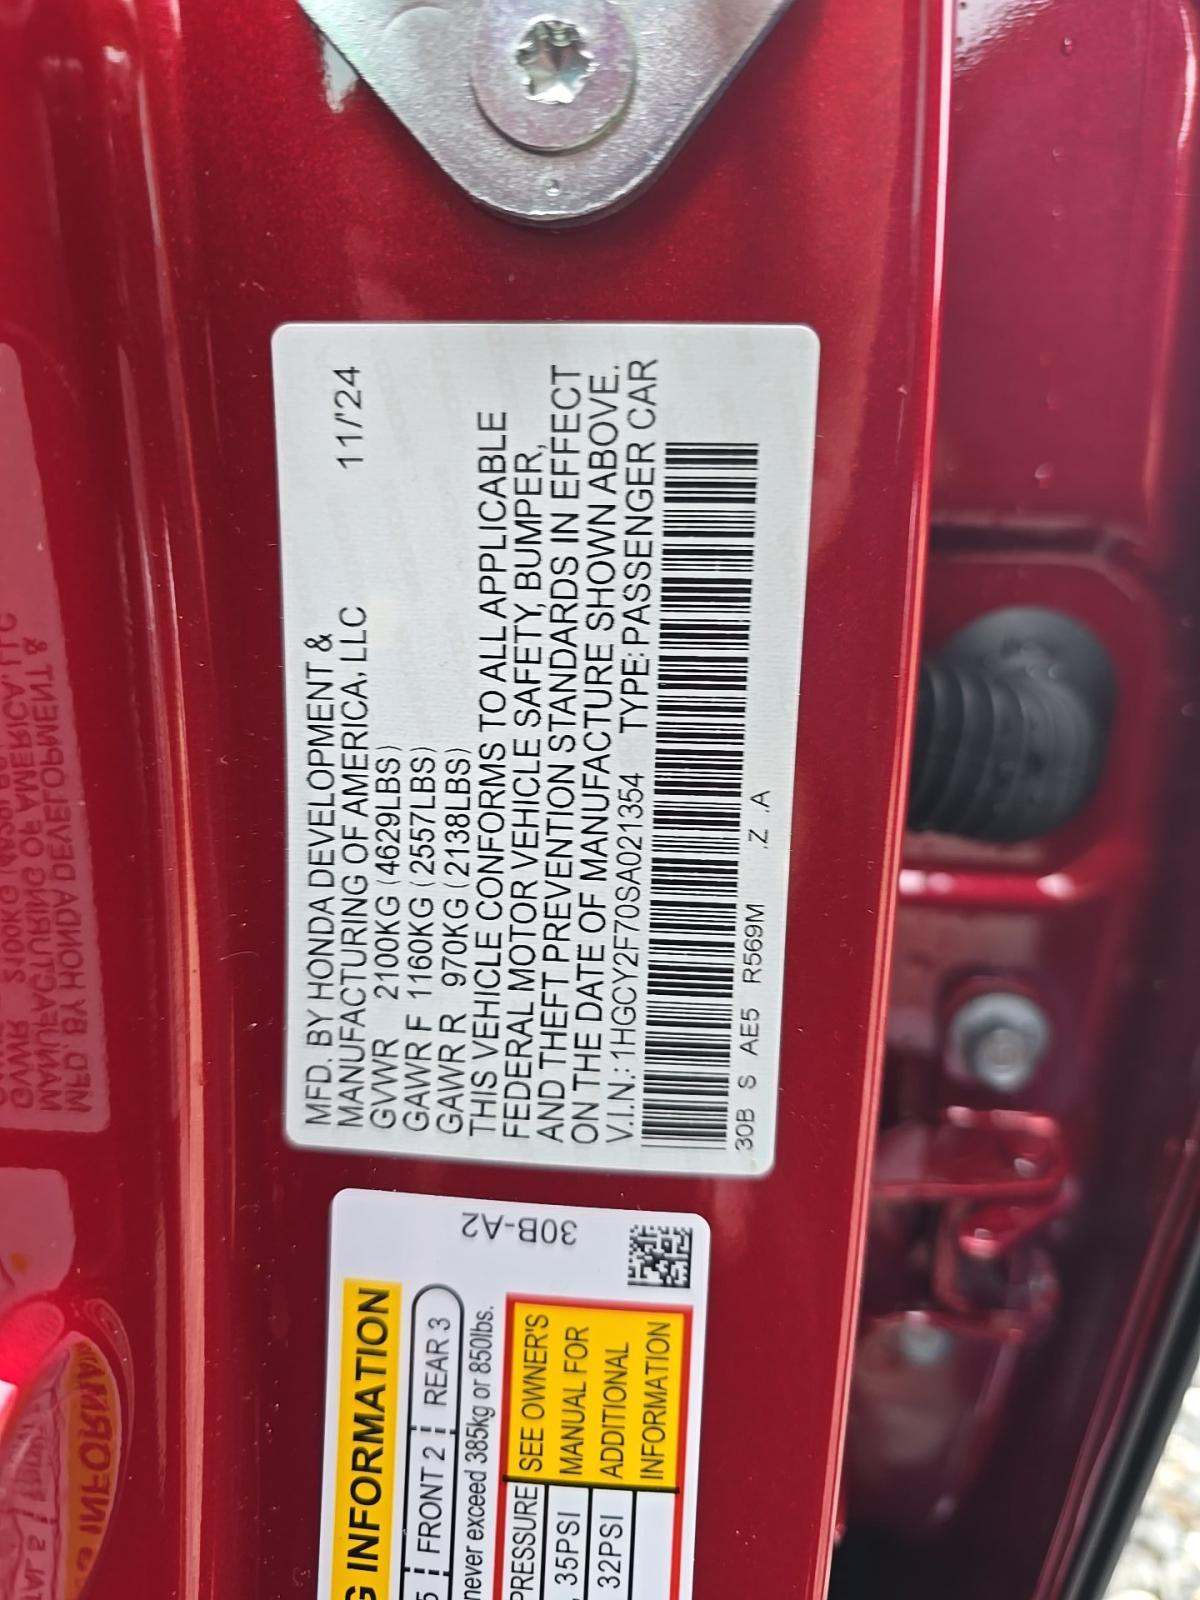 MFD. BY HONDA DEVELOPMENT &
MANUFACTURING OF AMERICA, LLC 11/'24
GVWR 2100KG (4629LBS)
GAWR F 1160KG (2557LBS)
GAWR R 970KG (2138LBS)
THIS VEHICLE CONFORMS TO ALL APPLICABLE
FEDERAL MOTOR VEHICLE SAFETY, BUMPER,
AND THEFT PREVENTION STANDARDS IN EFFECT
ON THE DATE OF MANUFACTURE SHOWN ABOVE.
V.I.N.: 1HGCY2F70SA021354 TYPE: PASSENGER CAR
30B S AE5 R569M .Z .A
30B-A2
INFORMATION
FRONT 2 REAR 3
never exceed 385kg or 850lbs.
PRESSURE SEE OWNER'S
35PSI MANUAL FOR
32PSI ADDITIONAL
INFORMATION